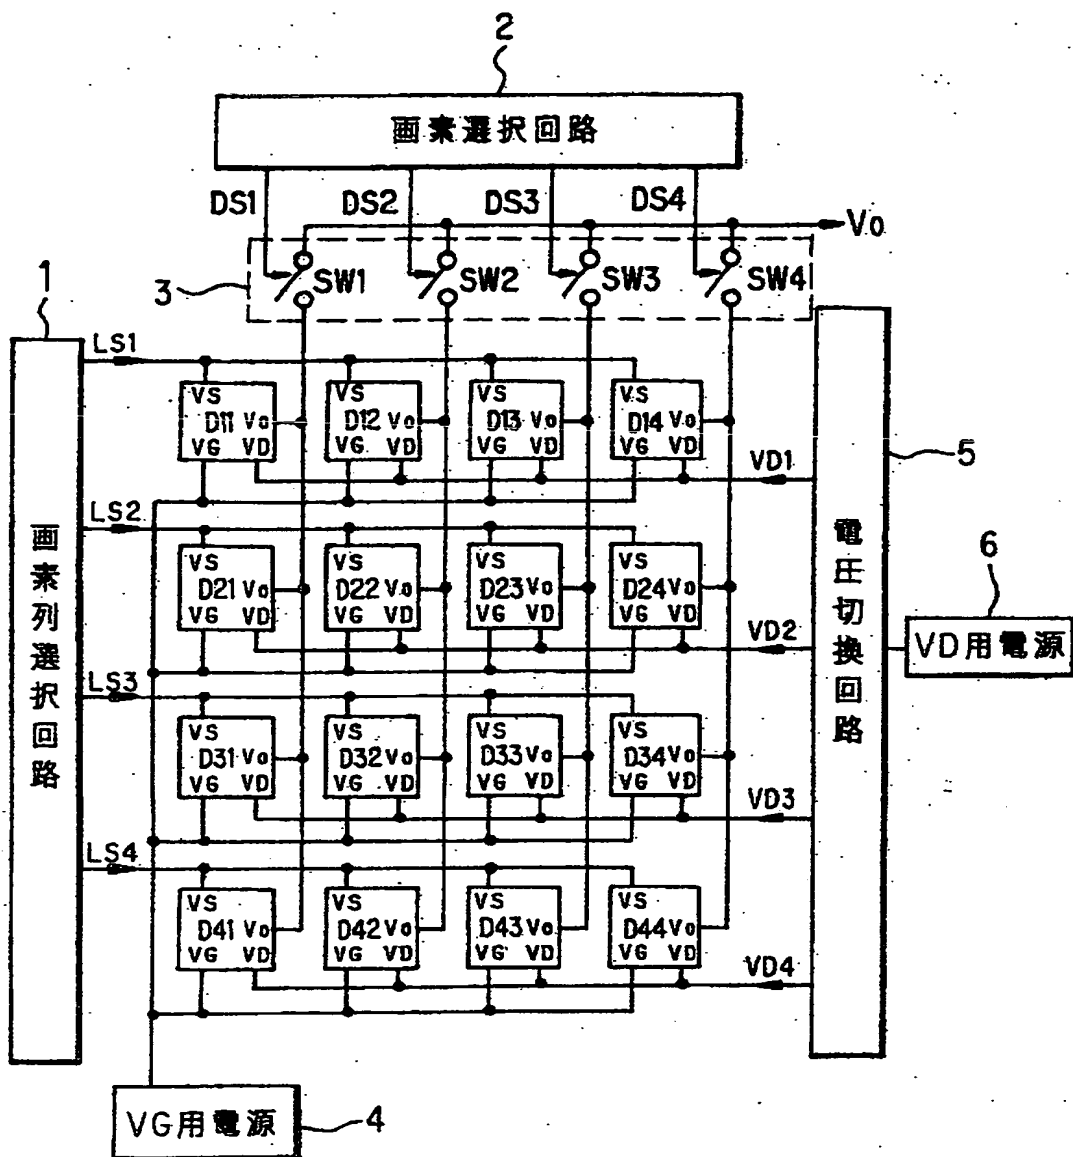 2
画素選択回路
DS1 DS2 DS3 DS4
Vo
3 SW1 SW2 SW3 SW4
1
画素列選択回路
LS1
VS VS VS VS
D11 Vo D12 Vo D13 Vo D14 Vo
VG VD VG VD VG VD VG VD
VD1
5
LS2
VS VS VS VS
D21 Vo D22 Vo D23 Vo D24 Vo
VG VD VG VD VG VD VG VD
VD2
電圧切換回路
6
VD用電源
LS3
VS VS VS VS
D31 Vo D32 Vo D33 Vo D34 Vo
VG VD VG VD VG VD VG VD
VD3
LS4
VS VS VS VS
D41 Vo D42 Vo D43 Vo D44 Vo
VG VD VG VD VG VD VG VD
VD4
VG用電源
4